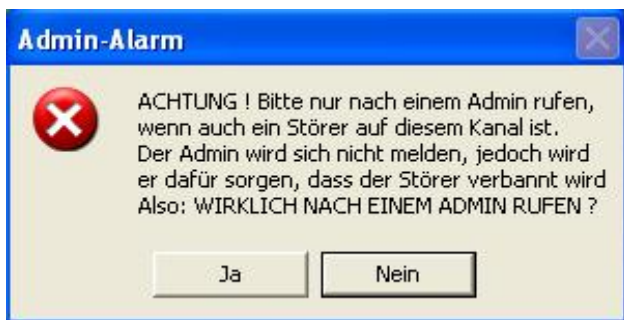 Admin-Alarm
ACHTUNG ! Bitte nur nach einem Admin rufen,
wenn auch ein Störer auf diesem Kanal ist.
Der Admin wird sich nicht melden, jedoch wird
er dafür sorgen, dass der Störer verbannt wird
Also: WIRKLICH NACH EINEM ADMIN RUFEN ?
Ja
Nein